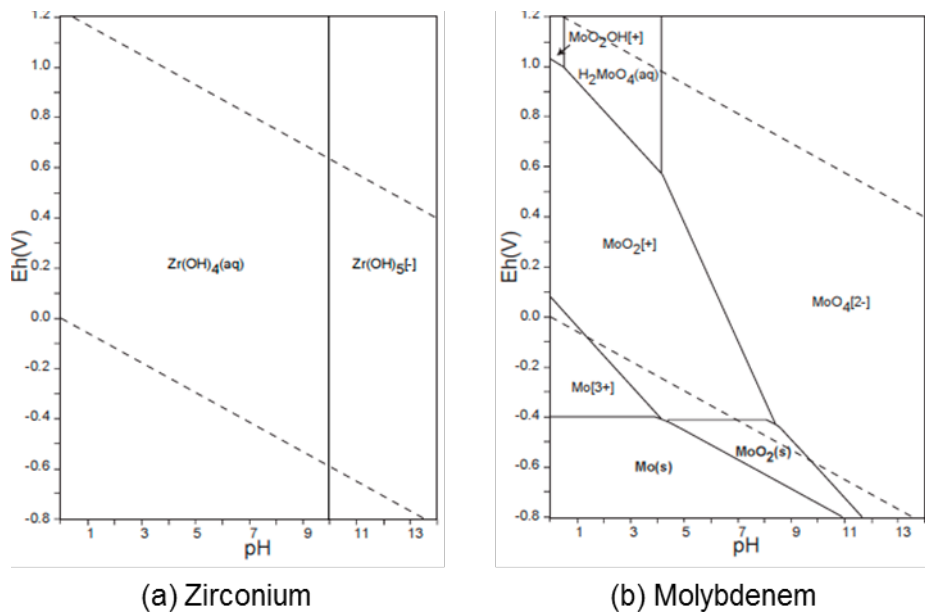 1.2
1.0
0.8
0.6
0.4
0.2
0.0
-0.2
-0.4
-0.6
-0.8
Eh(V)
Zr(OH)4(aq)
Zr(OH)5[-]
1 3 5 7 9 11 13
pH
(a) Zirconium
1.2
1.0
0.8
0.6
0.4
0.2
0.0
-0.2
-0.4
-0.6
-0.8
Eh(V)
MoO2OH[+]
H2MoO4(aq)
MoO2[+]
MoO4[2-]
Mo[3+]
MoO2(s)
Mo(s)
1 3 5 7 9 11 13
pH
(b) Molybdenem